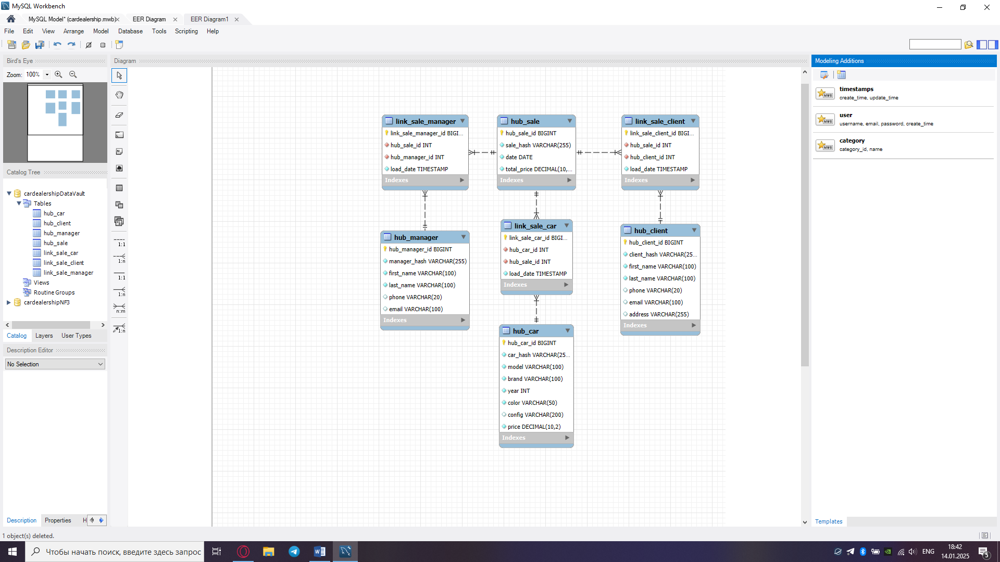 MySQL Workbench
MySQL Model* (cardealership.mwb)
EER Diagram
EER Diagram1
File Edit View Arrange Model Database Tools Scripting Help
Bird's Eye
Zoom: 100%
Catalog Tree
cardealershipDataVault
Tables
hub_car
hub_client
hub_manager
hub_sale
link_sale_car
link_sale_client
link_sale_manager
Views
Routine Groups
cardealershipNF3
Catalog Layers User Types
Description Editor
No Selection
Description Properties H
1 object(s) deleted.
Diagram
1:1
1:n
1:1
1:n
n:m
1:n
link_sale_manager
link_sale_manager_id BIGI...
hub_sale_id INT
hub_manager_id INT
load_date TIMESTAMP
Indexes
hub_sale
hub_sale_id BIGINT
sale_hash VARCHAR(255)
date DATE
total_price DECIMAL(10,...
Indexes
link_sale_client
link_sale_client_id BIGI...
hub_sale_id INT
hub_client_id INT
load_date TIMESTAMP
Indexes
hub_manager
hub_manager_id BIGINT
manager_hash VARCHAR(255)
first_name VARCHAR(100)
last_name VARCHAR(100)
phone VARCHAR(20)
email VARCHAR(100)
Indexes
link_sale_car
link_sale_car_id BIGI...
hub_car_id INT
hub_sale_id INT
load_date TIMESTAMP
Indexes
hub_client
hub_client_id BIGINT
client_hash VARCHAR(25...
first_name VARCHAR(100)
last_name VARCHAR(100)
phone VARCHAR(20)
email VARCHAR(100)
address VARCHAR(255)
Indexes
hub_car
hub_car_id BIGINT
car_hash VARCHAR(25...
model VARCHAR(100)
brand VARCHAR(100)
year INT
color VARCHAR(50)
config VARCHAR(200)
price DECIMAL(10,2)
Indexes
Modeling Additions
MWB
timestamps
create_time, update_time
MWB
user
username, email, password, create_time
MWB
category
category_id, name
Templates
Чтобы начать поиск, введите здесь запрос
ENG
18:42
14.01.2025
5